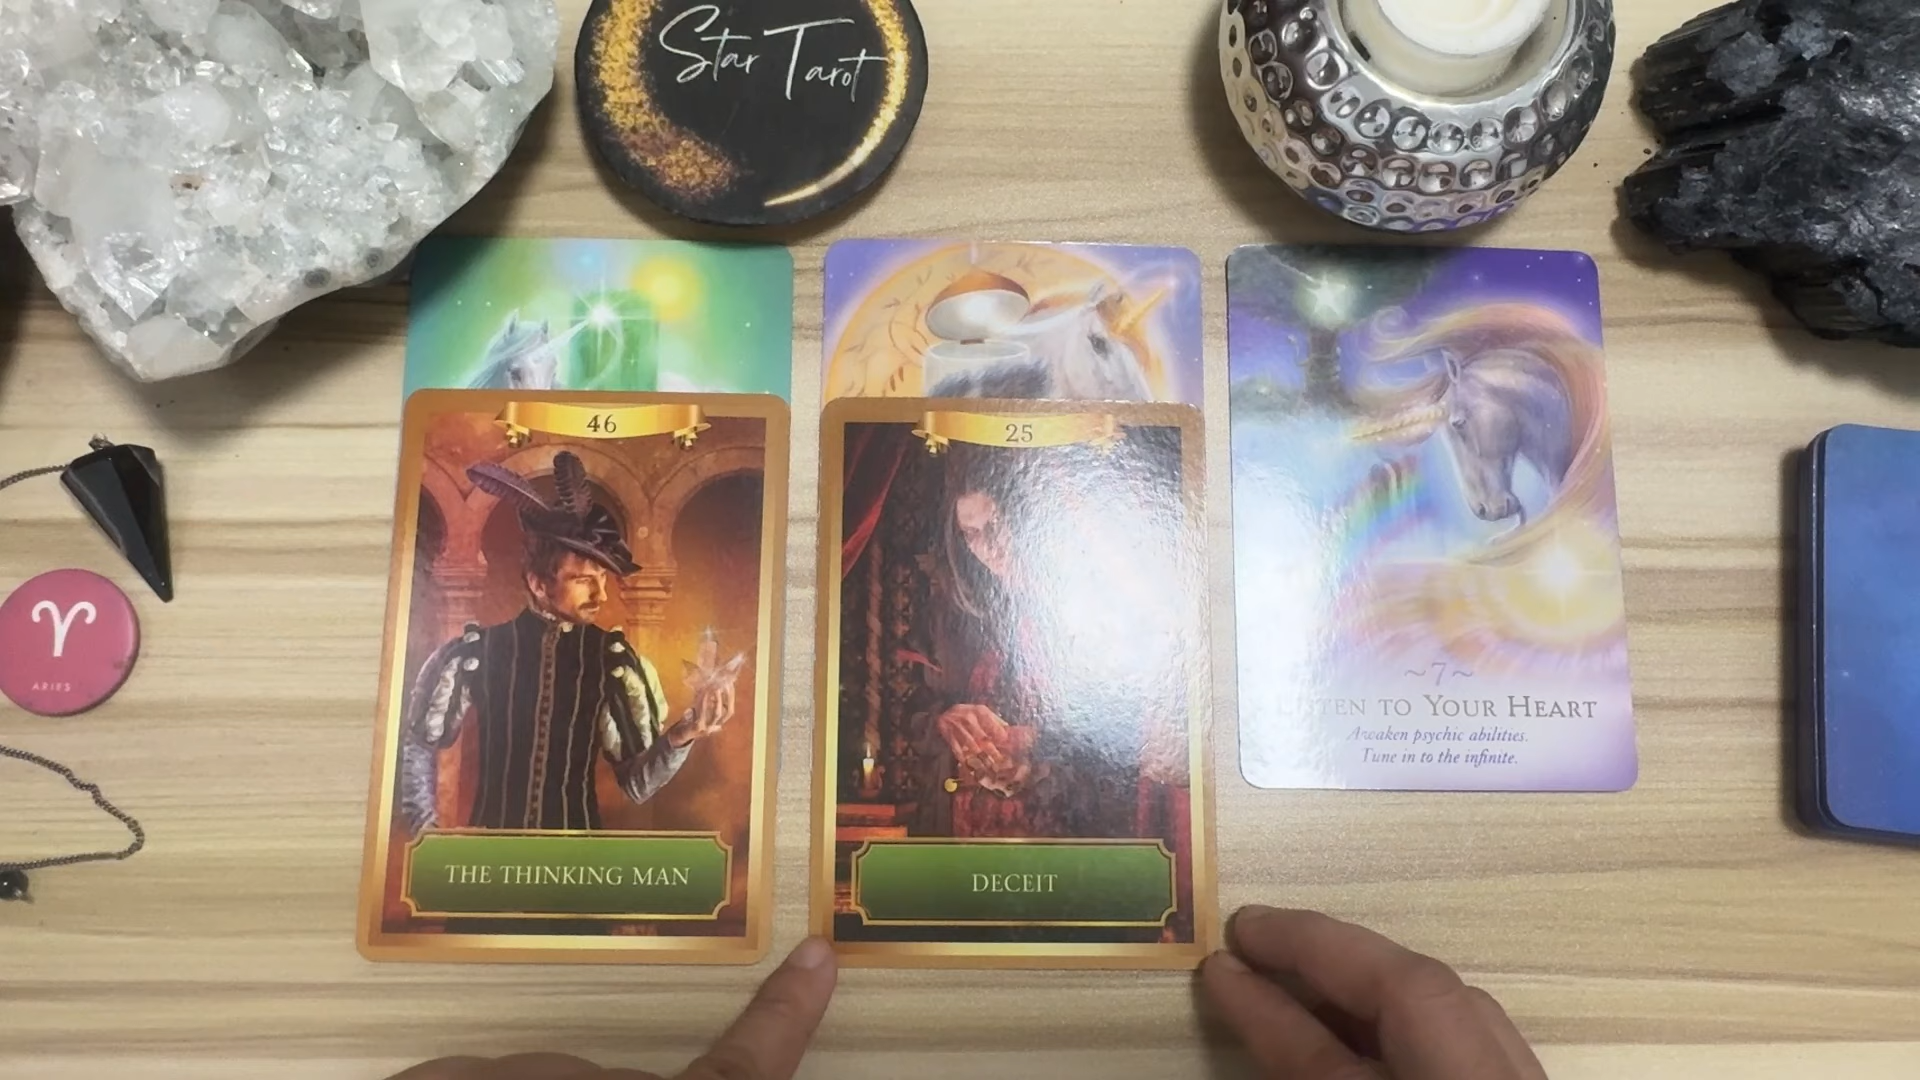 Star Tarot
46
25
~7~
TO YOUR HEART
Awaken psychic abilities.
Tune in to the infinite.
THE THINKING MAN
DECEIT
ARIES